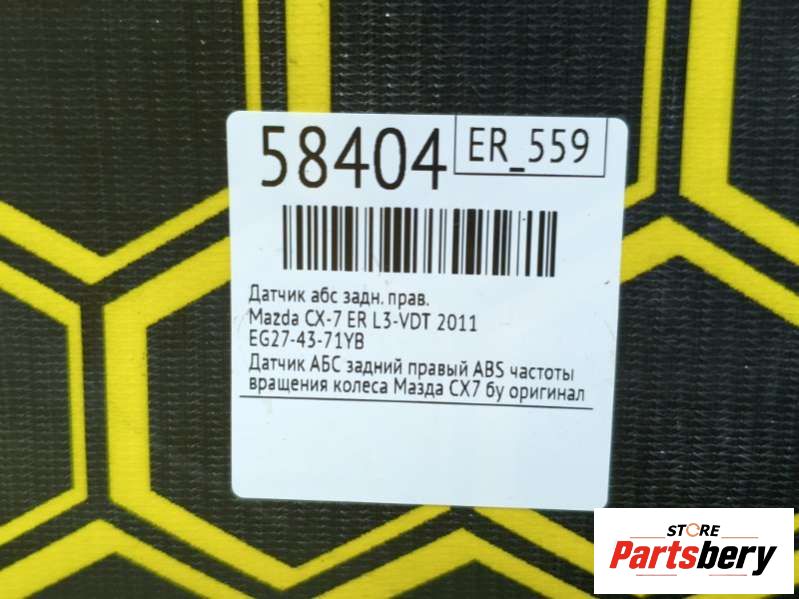 58404
ER_559
Датчик абс задн. прав.
Mazda CX-7 ER L3-VDT 2011
EG27-43-71YB
Датчик АБС задний правый ABS частоты
вращения колеса Мазда СХ7 бу оригинал
STORE
Partsbery